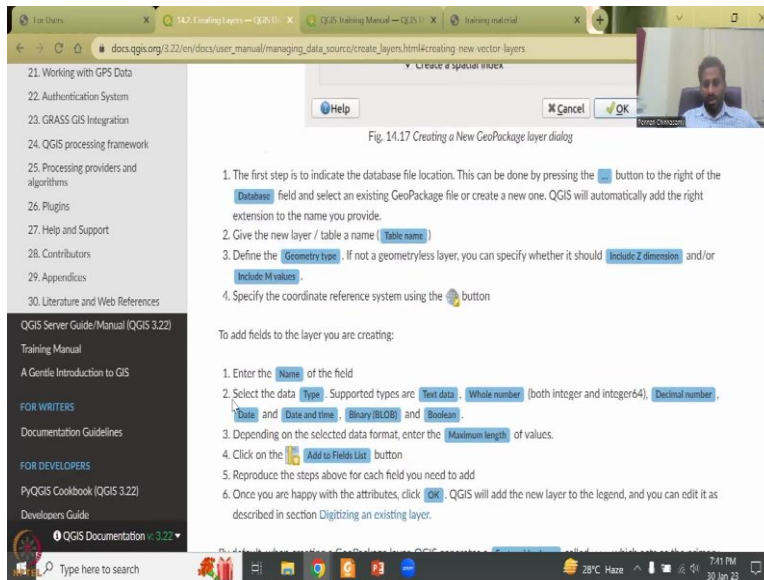 For Users
14.2. Creating Layers — QGIS D
QGIS Training Manual — QGIS D
training material
docs.qgis.org/3.22/en/docs/user_manual/managing_data_source/create_layers.html#creating-new-vector-layers
21. Working with GPS Data
22. Authentication System
23. GRASS GIS Integration
24. QGIS processing framework
25. Processing providers and
algorithms
26. Plugins
27. Help and Support
28. Contributors
29. Appendices
30. Literature and Web References
QGIS Server Guide/Manual (QGIS 3.22)
Training Manual
A Gentle Introduction to GIS
FOR WRITERS
Documentation Guidelines
FOR DEVELOPERS
PyQGIS Cookbook (QGIS 3.22)
Developers Guide
QGIS Documentation v: 3.22
Create a spatial index
Help
Cancel
OK
Fig. 14.17 Creating a New GeoPackage layer dialog
1. The first step is to indicate the database file location. This can be done by pressing the ... button to the right of the
Database field and select an existing GeoPackage file or create a new one. QGIS will automatically add the right
extension to the name you provide.
2. Give the new layer / table a name ( Table name )
3. Define the Geometry type . If not a geometryless layer, you can specify whether it should Include Z dimension and/or
Include M values .
4. Specify the coordinate reference system using the button
To add fields to the layer you are creating:
1. Enter the Name of the field
2. Select the data Type . Supported types are Text data , Whole number (both integer and integer64), Decimal number ,
Date and Date and time , Binary (BLOB) and Boolean .
3. Depending on the selected data format, enter the Maximum length of values.
4. Click on the Add to Fields List button
5. Reproduce the steps above for each field you need to add
6. Once you are happy with the attributes, click OK . QGIS will add the new layer to the legend, and you can edit it as
described in section Digitizing an existing layer.
Type here to search
28°C Haze
7:41 PM
30 Jan 23